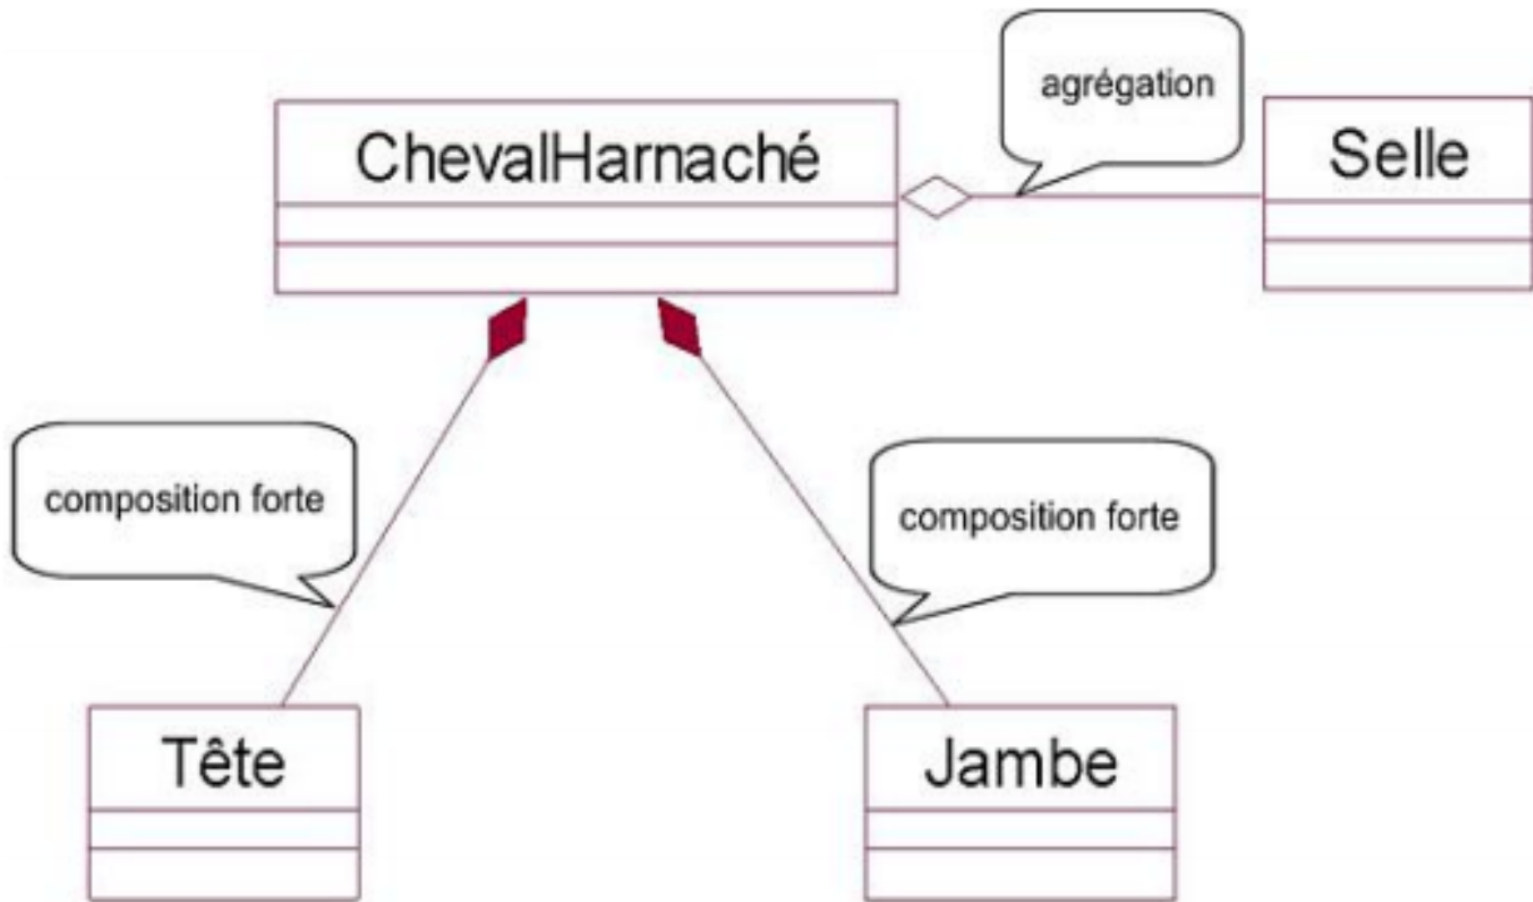 agrégation
ChevalHarnaché
Selle
composition forte
composition forte
Tête
Jambe